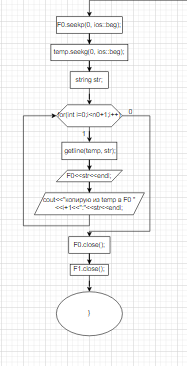 F0.seekp(0, ios::beg);
temp.seekg(0, ios::beg);
string str;
for(int i=0;i<n0+1;i++)
0
1
getline(temp, str);
F0<<str<<endl;
cout<<"копирую из temp в F0 "
<<i+1<<":"<<str<<endl;
F0.close();
F1.close();
}